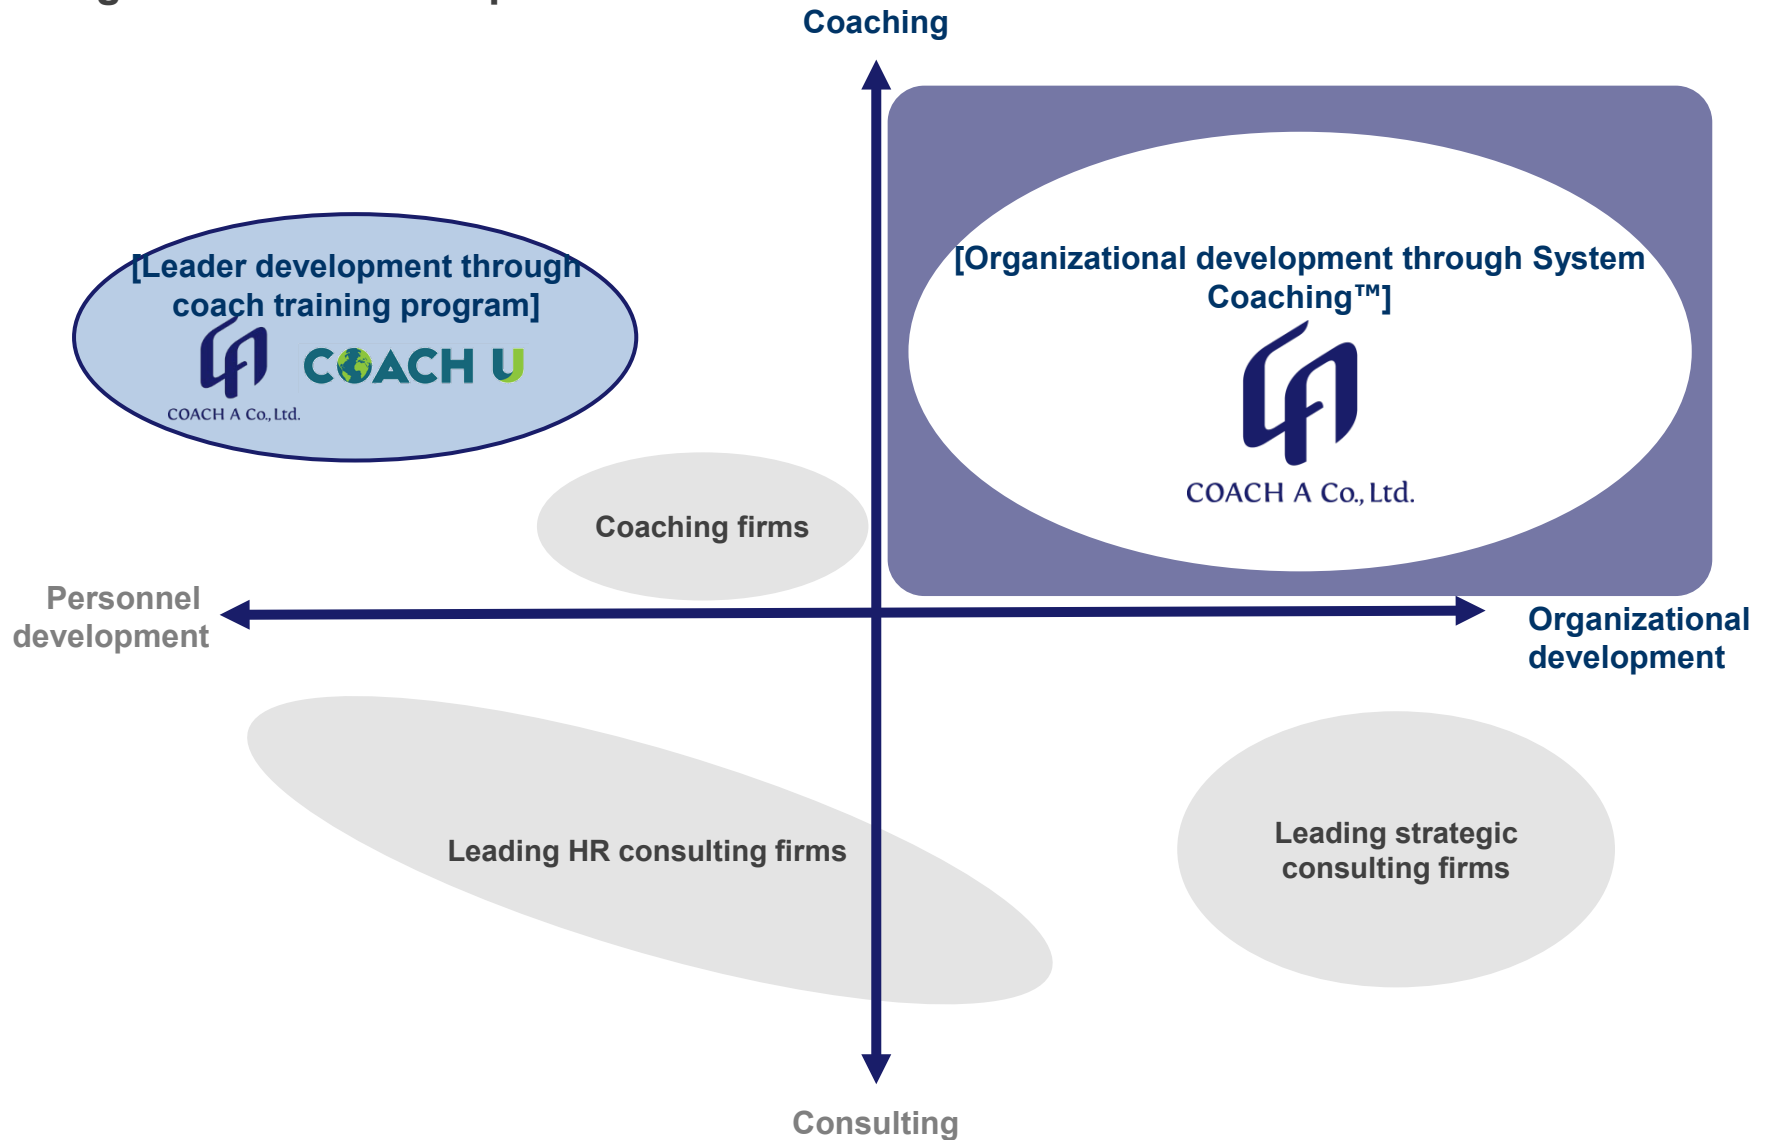 Coaching
[Leader development through
coach training program]
COACH A Co., Ltd.
COACH U
[Organizational development through System
Coaching™]
COACH A Co., Ltd.
Coaching firms
Personnel
development
Organizational
development
Leading HR consulting firms
Leading strategic
consulting firms
Consulting